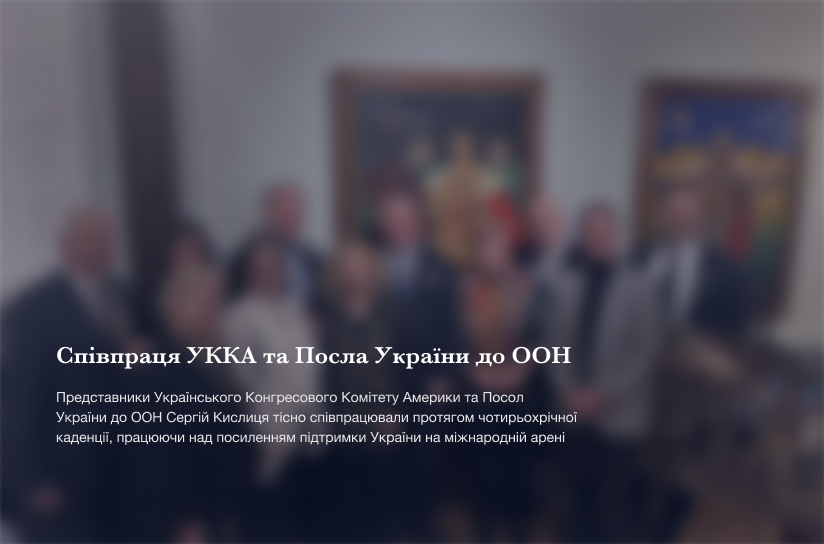 Співпраця УККА та Посла України до ООН
Представники Українського Конгресового Комітету Америки та Посол
України до ООН Сергій Кислиця тісно співпрацювали протягом чотирьохрічної
каденції, працюючи над посиленням підтримки України на міжнародній арені